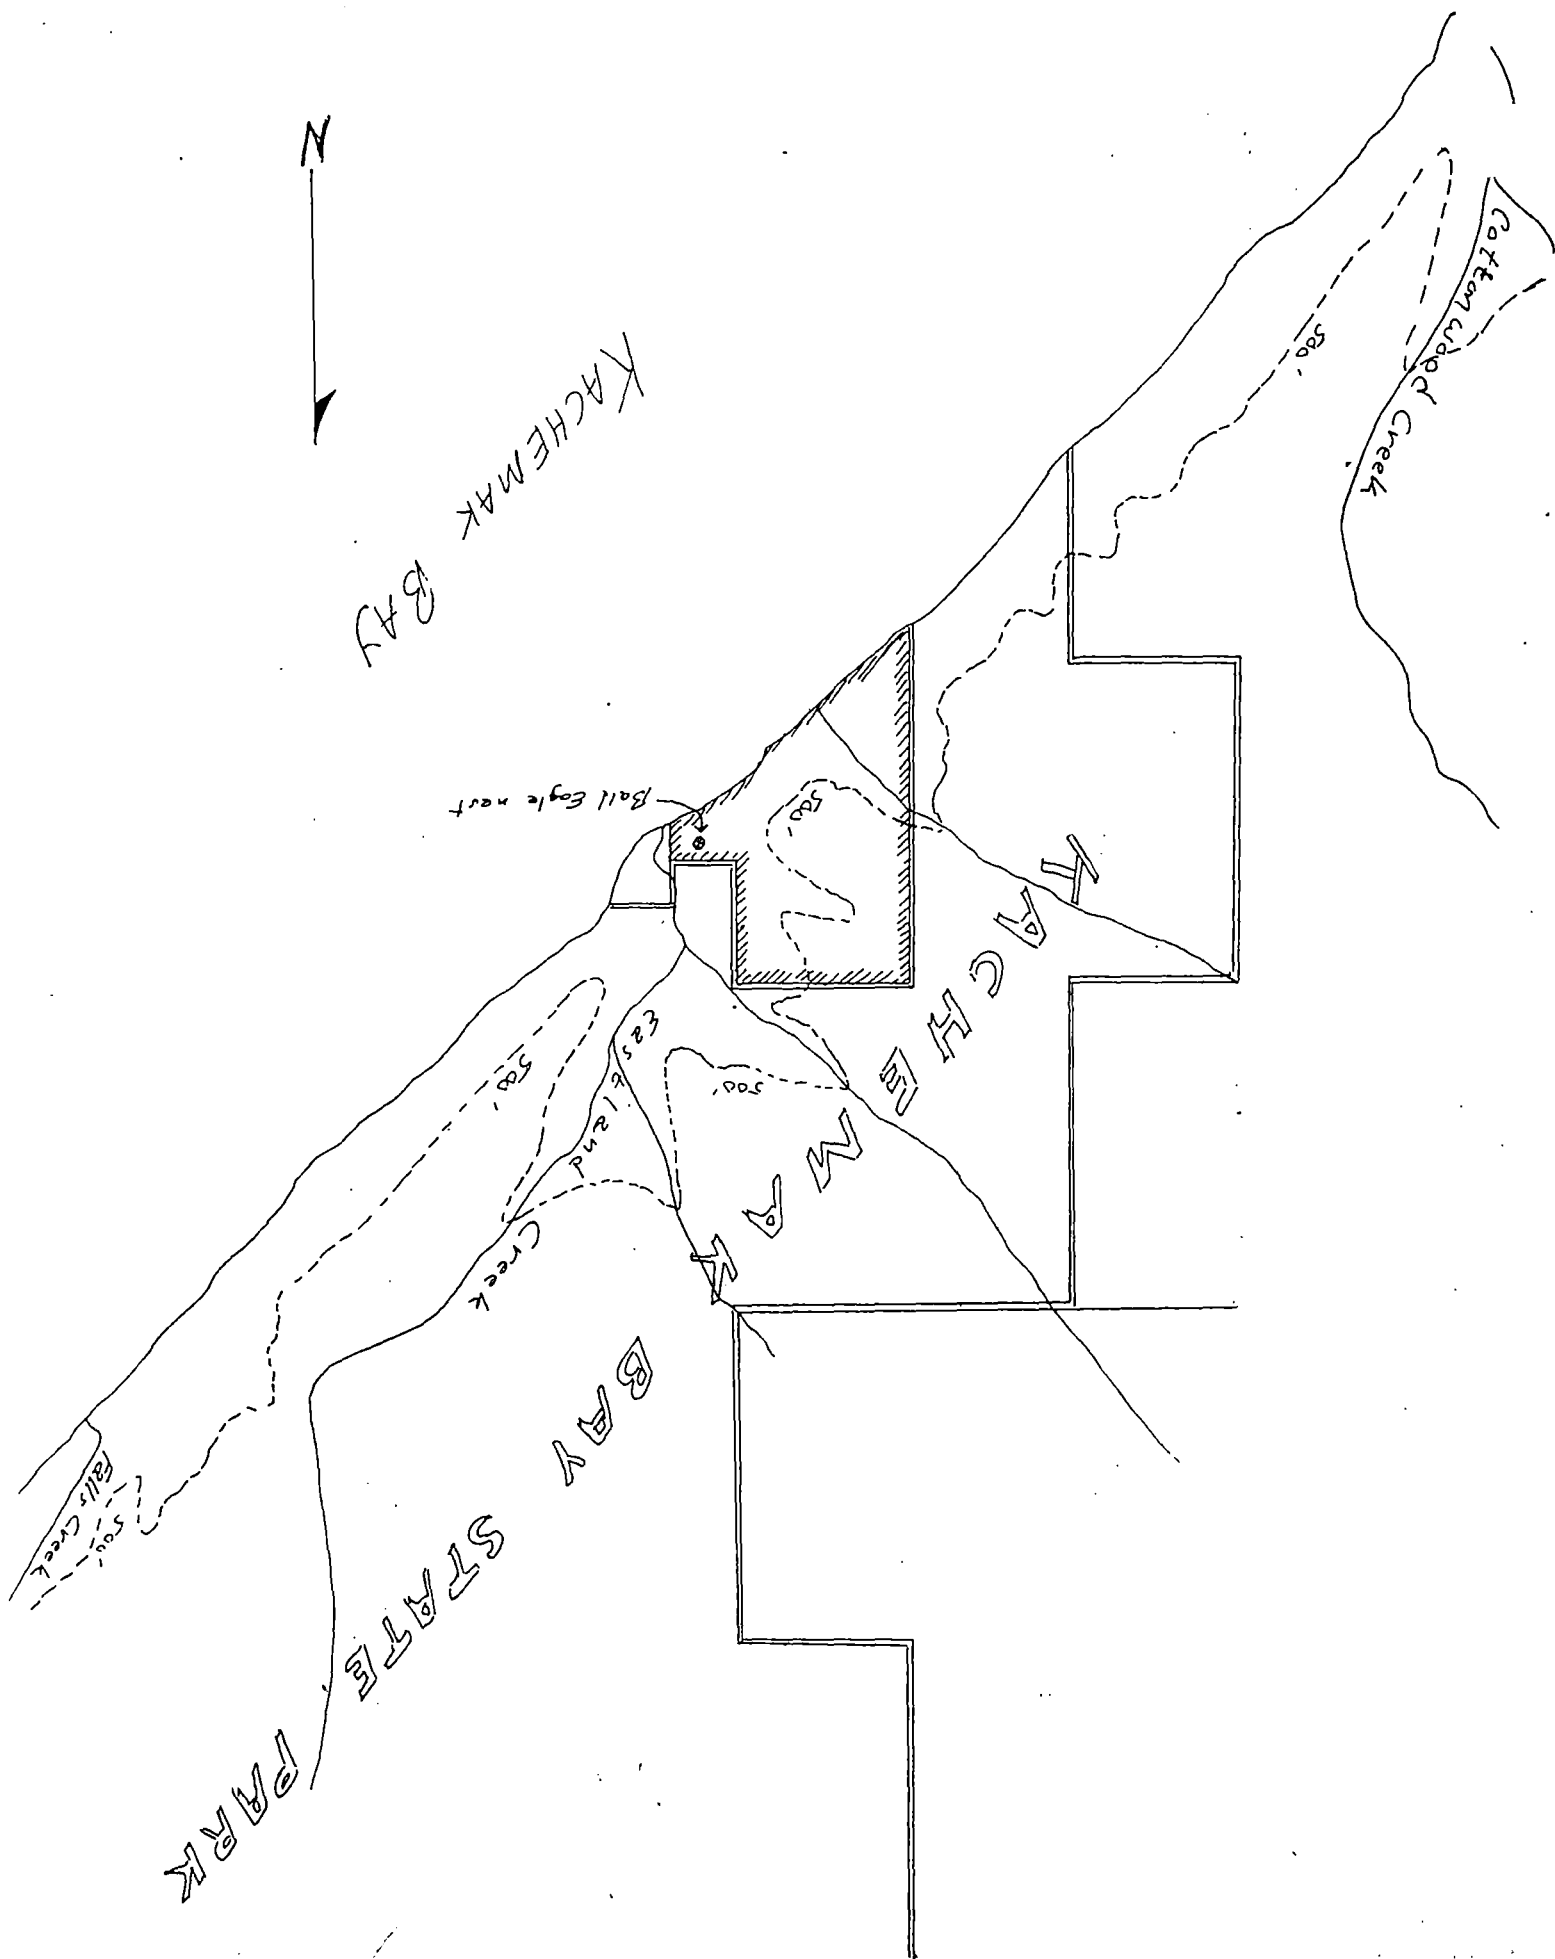 N
KACHEMAK BAY
Cottonwood Creek
500'
Bald Eagle nest
500'
KACHEMAK BAY STATE PARK
Eastland Creek
500'
500'
Falls Creek
500'